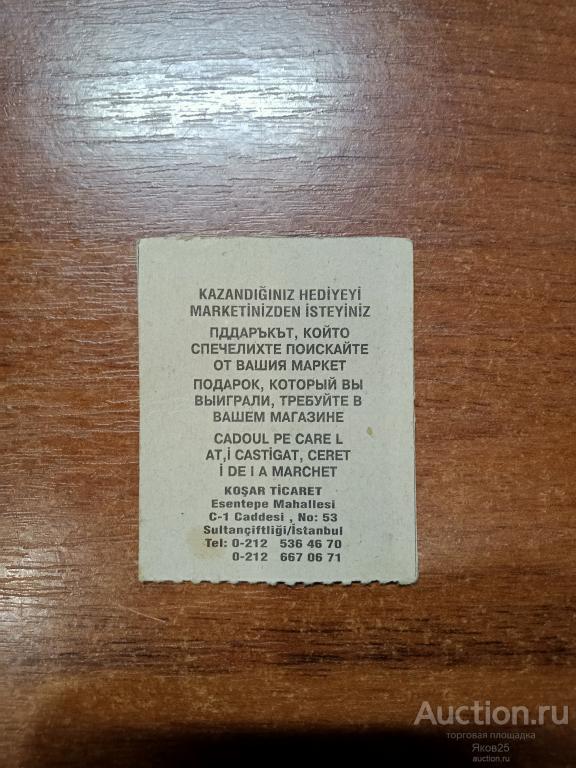 KAZANDIĞINIZ HEDİYEYİ
MARKETİNİZDEN İSTEYİNİZ
ПДДАРЪКЪТ, КОЙТО
СПЕЧЕЛИХТЕ ПОИСКАЙТЕ
ОТ ВАШИЯ МАРКЕТ
ПОДАРОК, КОТОРЫЙ ВЫ
ВЫИГРАЛИ, ТРЕБУЙТЕ В
ВАШЕМ МАГАЗИНЕ
CADOUL PE CARE L
AT,İ CASTİGAT, CERET
İ DE I A MARCHET
KOŞAR TİCARET
Esentepe Mahallesi
C-1 Caddesi , No: 53
Sultançiftliği/İstanbul
Tel: 0-212 536 46 70
0-212 667 06 71
Auction.ru
торговая площадка
Яков25
auction.ru